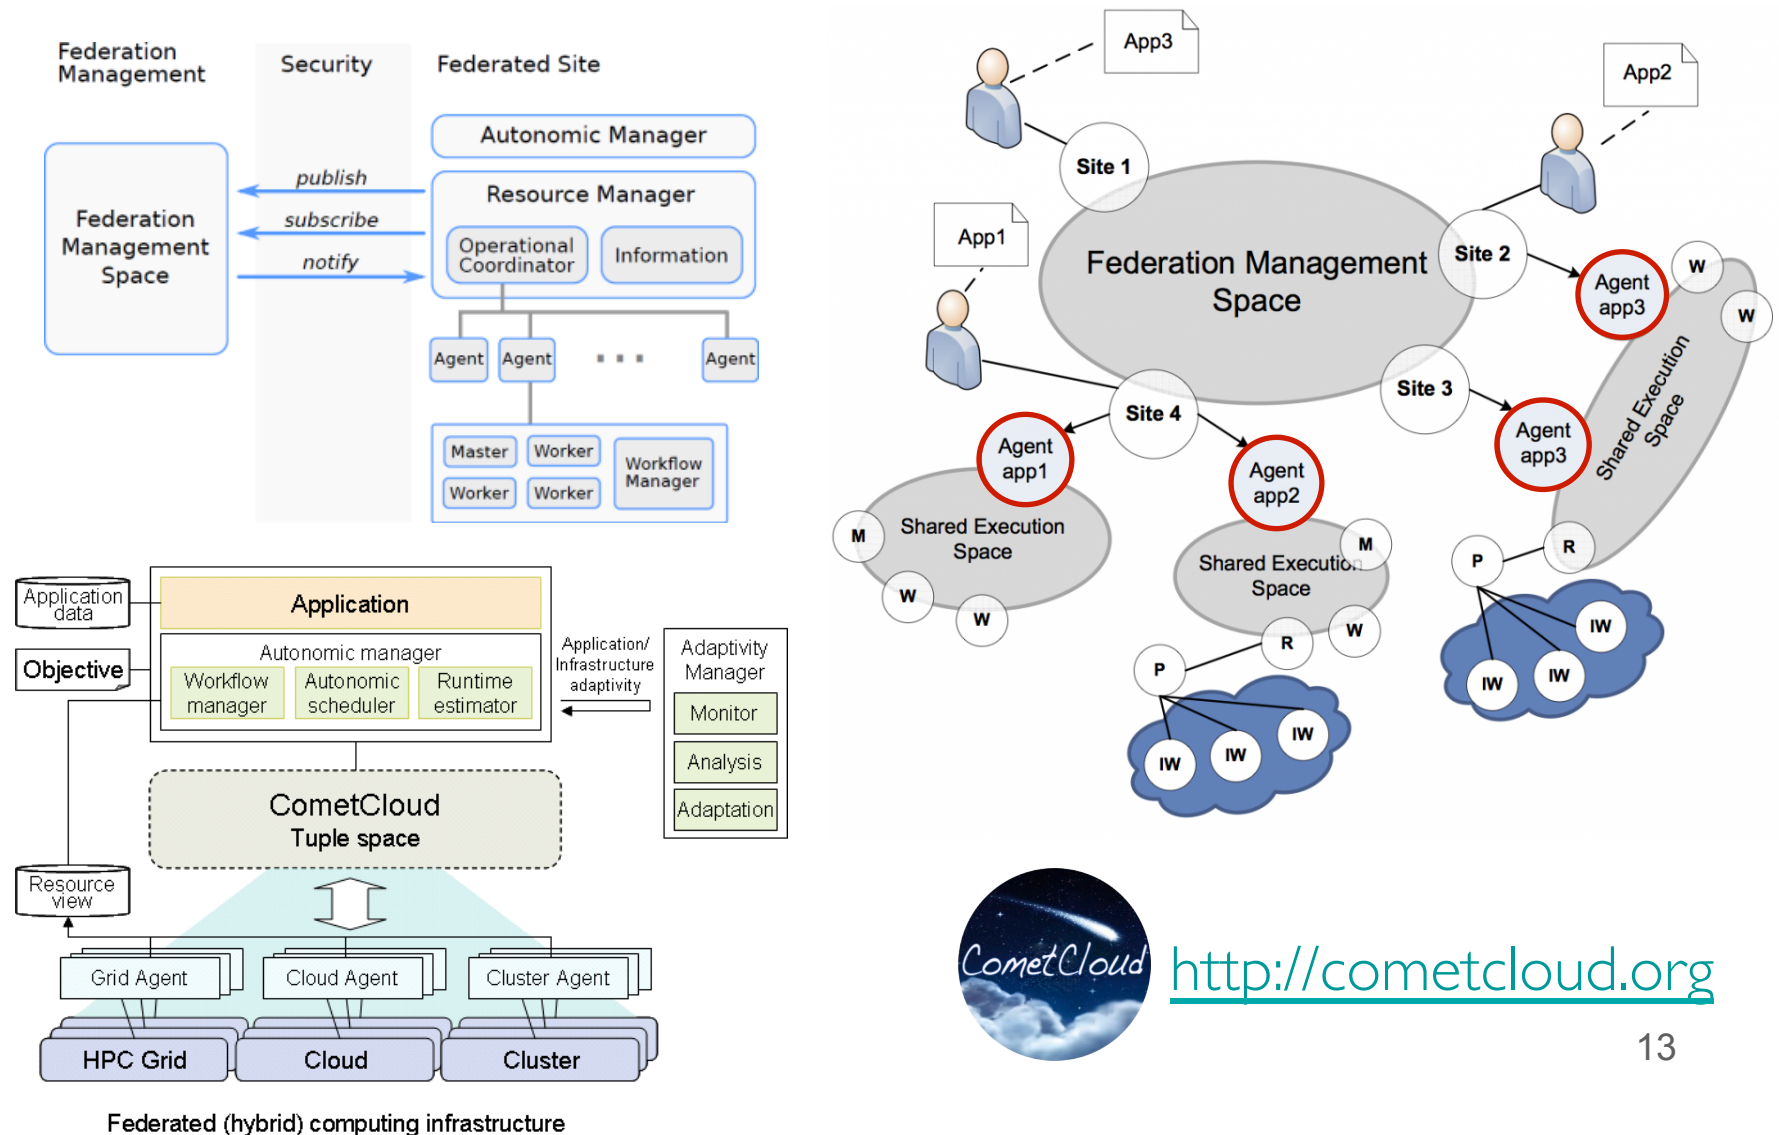 Federation
Management
Security
Federated Site
Autonomic Manager
Federation
Management
Space
publish
subscribe
notify
Resource Manager
Operational
Coordinator
Information
Agent
Agent
Agent
Master
Worker
Worker
Worker
Workflow
Manager
App3
App2
App1
Site 1
Site 2
Site 3
Site 4
Federation Management
Space
Agent
app3
Agent
app3
Agent
app1
Agent
app2
W
W
Shared Execution
Space
Shared Execution
Space
M
W
W
Shared Execution
Space
M
W
R
P
IW
IW
IW
R
P
IW
IW
IW
Application
data
Application
Objective
Autonomic manager
Workflow
manager
Autonomic
scheduler
Runtime
estimator
Application/
Infrastructure
adaptivity
Adaptivity
Manager
Monitor
Analysis
Adaptation
CometCloud
Tuple space
Resource
view
Grid Agent
Cloud Agent
Cluster Agent
HPC Grid
Cloud
Cluster
Federated (hybrid) computing infrastructure
CometCloud
http://cometcloud.org
13